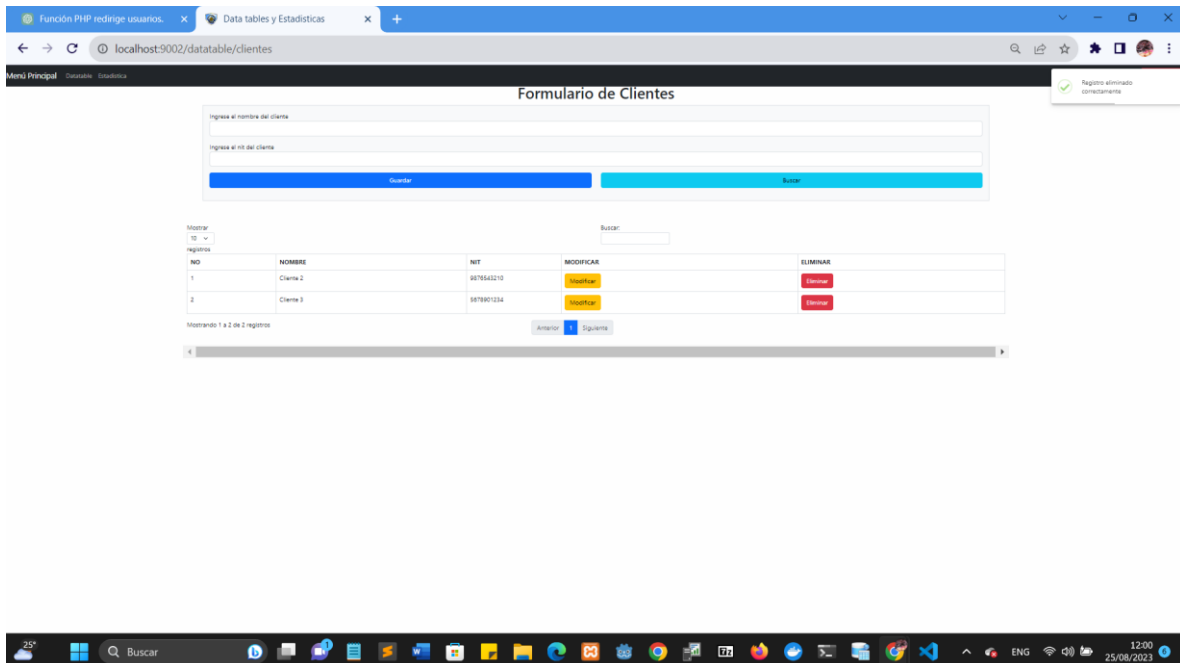 Función PHP redirige usuarios.
Data tables y Estadisticas
localhost:9002/datatable/clientes
Menú Principal Datatable Estadistica
Registro eliminado
correctamente
Formulario de Clientes
Ingrese el nombre del cliente
Ingrese el nit del cliente
Guardar Buscar
Mostrar
10
registros
Buscar:
NO NOMBRE NIT MODIFICAR ELIMINAR
1 Cliente 2 9876543210 Modificar Eliminar
2 Cliente 3 5678901234 Modificar Eliminar
Mostrando 1 a 2 de 2 registros
Anterior 1 Siguiente
25°
Buscar
1
ENG
12:00
25/08/2023
6